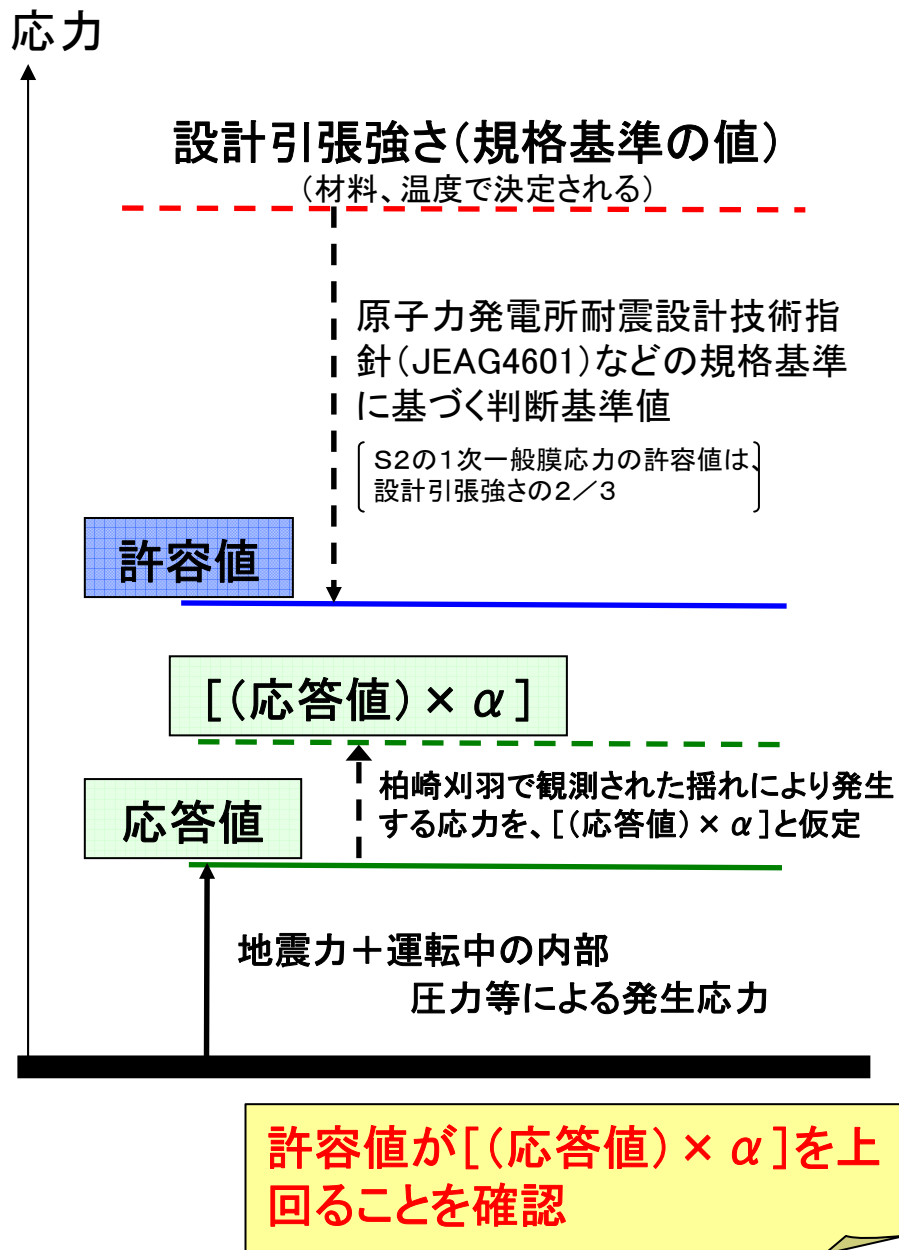 応力
設計引張強さ(規格基準の値)
(材料、温度で決定される)
原子力発電所耐震設計技術指
針(JEAG4601)などの規格基準
に基づく判断基準値
S2の1次一般膜応力の許容値は、
設計引張強さの2/3
許容値
[(応答値)×α]
柏崎刈羽で観測された揺れにより発生
する応力を、[(応答値)×α]と仮定
応答値
地震力+運転中の内部
圧力等による発生応力
許容値が[(応答値)×α]を上
回ることを確認